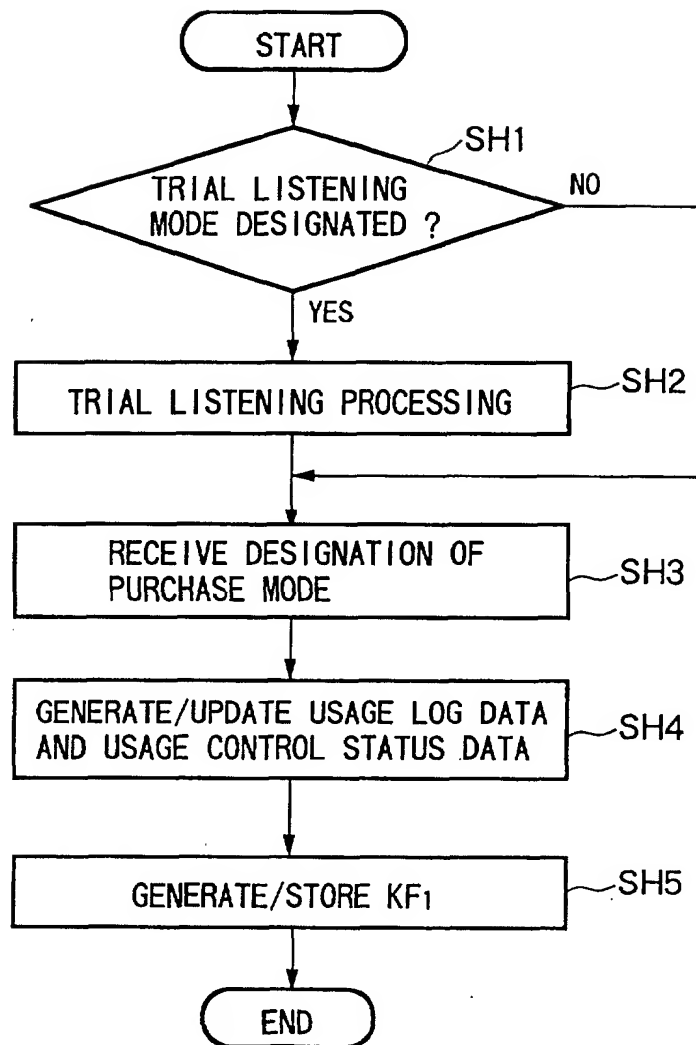 START
SH1
TRIAL LISTENING
MODE DESIGNATED ?
NO
YES
TRIAL LISTENING PROCESSING
SH2
RECEIVE DESIGNATION OF
PURCHASE MODE
SH3
GENERATE/UPDATE USAGE LOG DATA
AND USAGE CONTROL STATUS DATA
SH4
GENERATE/STORE KF1
SH5
END